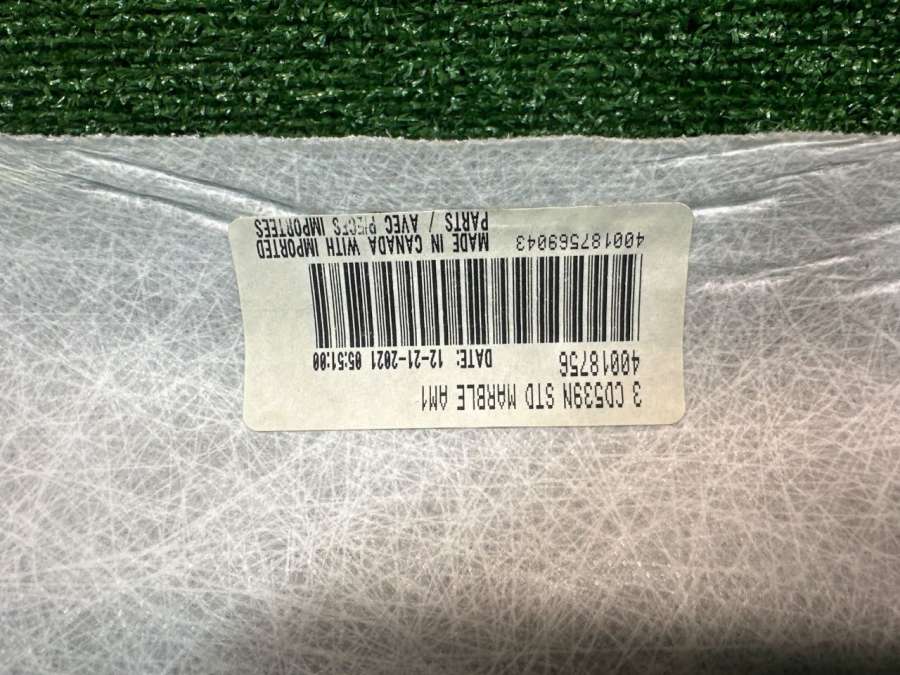 3 CD539N STD MARBLE AM1
40018756 DATE: 12-21-2021 05:51:00
400187569043 MADE IN CANADA WITH IMPORTED
PARTS / AVEC PIECES IMPORTEES